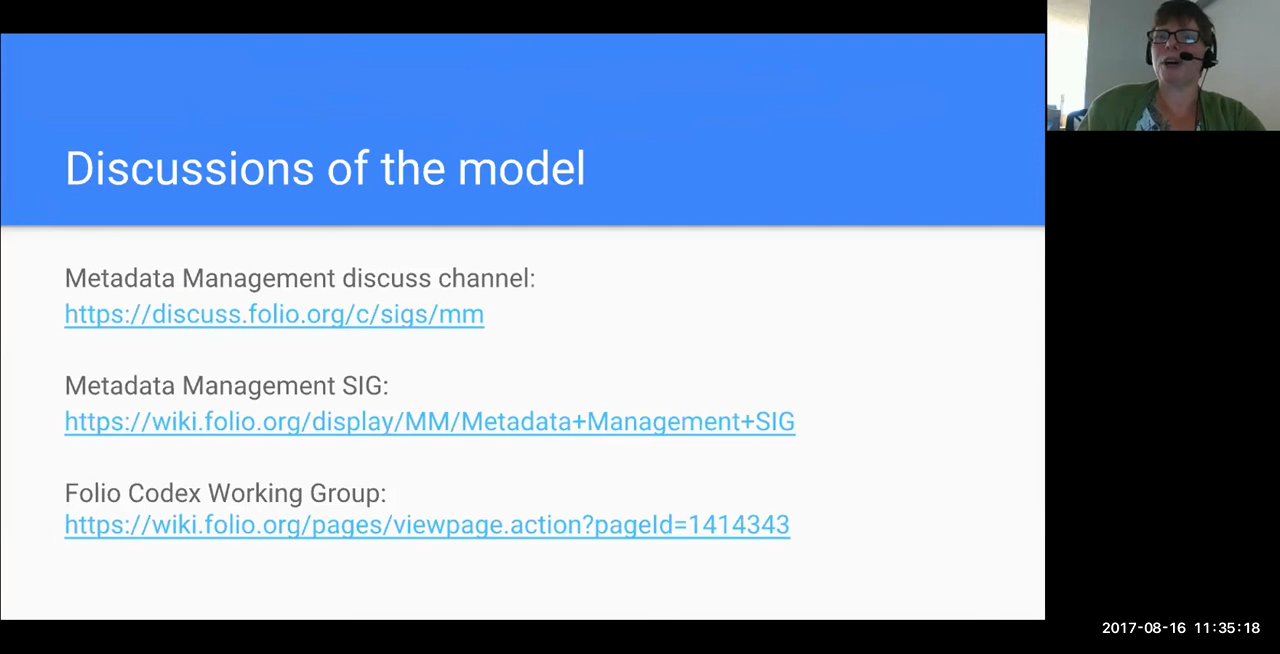 Discussions of the model
Metadata Management discuss channel:
https://discuss.folio.org/c/sigs/mm
Metadata Management SIG:
https://wiki.folio.org/display/MM/Metadata+Management+SIG
Folio Codex Working Group:
https://wiki.folio.org/pages/viewpage.action?pageId=1414343
2017-08-16 11:35:18